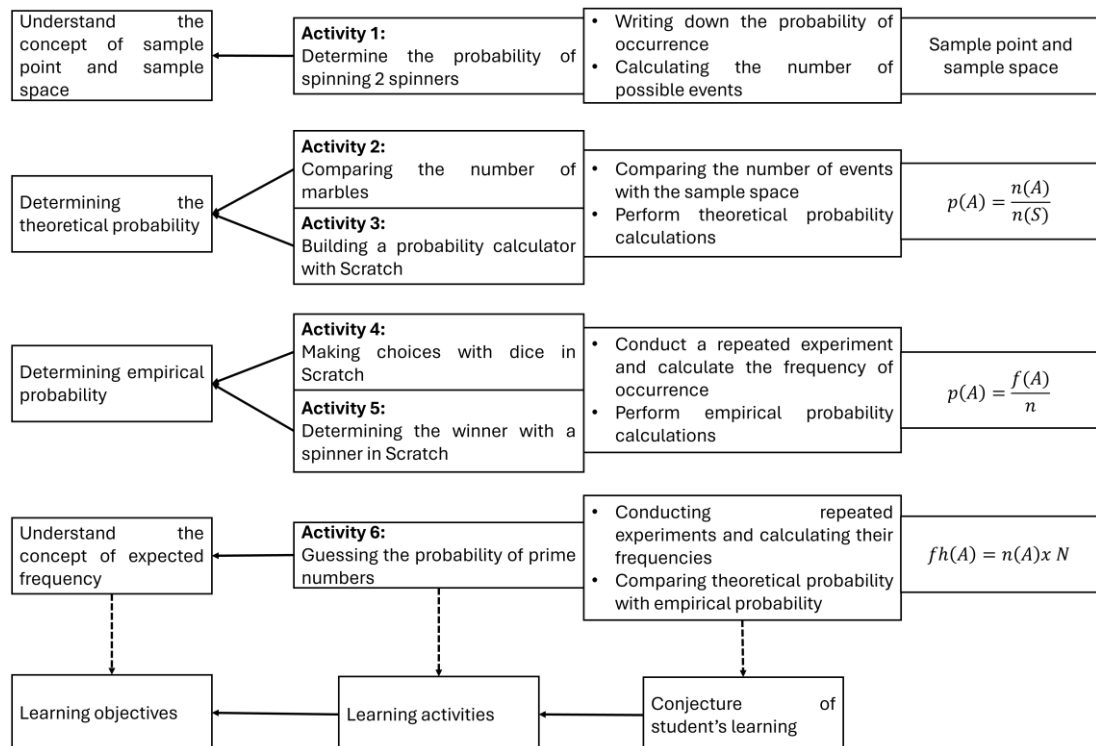 Understand the
concept of sample
point and sample
space
Activity 1:
Determine the probability of
spinning 2 spinners
• Writing down the probability of
occurrence
• Calculating the number of
possible events
Sample point and
sample space
Determining the
theoretical probability
Activity 2:
Comparing the number of
marbles
Activity 3:
Building a probability calculator
with Scratch
• Comparing the number of events
with the sample space
• Perform theoretical probability
calculations
p(A) = n(A)/n(S)
Determining empirical
probability
Activity 4:
Making choices with dice in
Scratch
Activity 5:
Determining the winner with a
spinner in Scratch
• Conduct a repeated experiment
and calculate the frequency of
occurrence
• Perform empirical probability
calculations
p(A) = f(A)/n
Understand the
concept of expected
frequency
Activity 6:
Guessing the probability of prime
numbers
• Conducting repeated
experiments and calculating their
frequencies
• Comparing theoretical probability
with empirical probability
fh(A) = n(A)x N
Learning objectives
Learning activities
Conjecture of
student’s learning